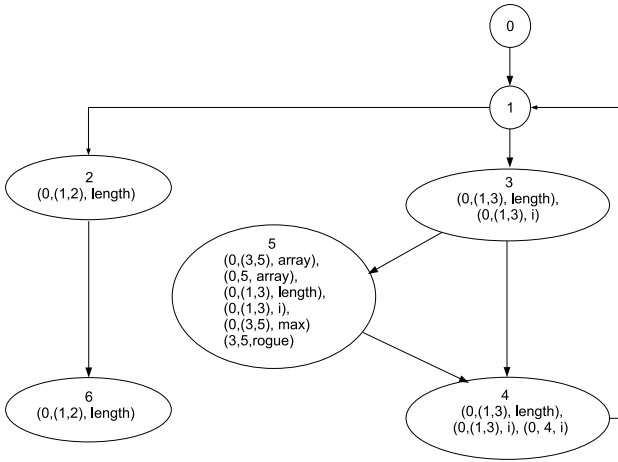 0
1
2
(0,(1,2), length)
3
(0,(1,3), length),
(0,(1,3), i)
5
(0,(3,5), array),
(0,5, array),
(0,(1,3), length),
(0,(1,3), i),
(0,(3,5), max)
(3,5,rogue)
6
(0,(1,2), length)
4
(0,(1,3), length),
(0,(1,3), i), (0, 4, i)